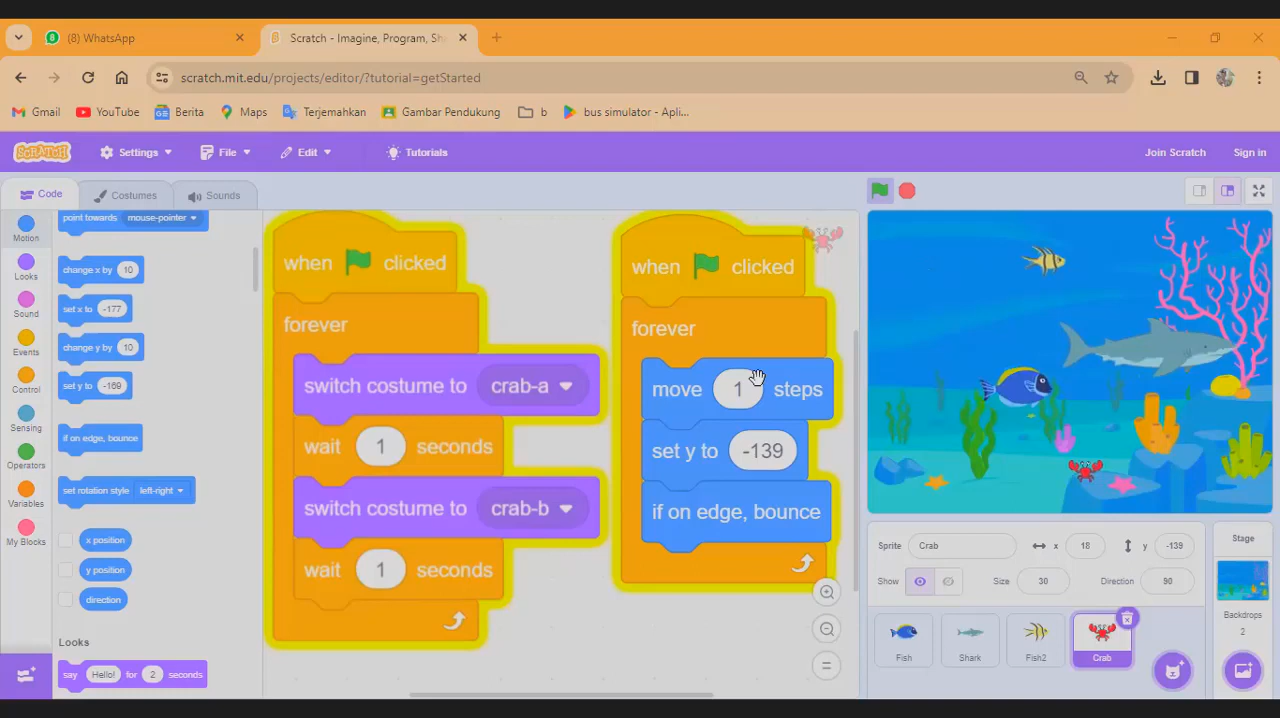 8 (8) WhatsApp
Scratch - Imagine, Program, Sh
scratch.mit.edu/projects/editor/?tutorial=getStarted
Gmail YouTube Berita Maps Terjemahkan Gambar Pendukung b bus simulator - Apli...
SCRATCH Settings File Edit Tutorials Join Scratch Sign in
Code Costumes Sounds
Motion
Looks
Sound
Events
Control
Sensing
Operators
Variables
My Blocks
point towards mouse-pointer
change x by 10
set x to -177
change y by 10
set y to -169
if on edge, bounce
set rotation style left-right
x position
y position
direction
Looks
say Hello! for 2 seconds
when clicked
forever
switch costume to crab-a
wait 1 seconds
switch costume to crab-b
wait 1 seconds
when clicked
forever
move 1 steps
set y to -139
if on edge, bounce
Sprite Crab x 18 y -139
Show Size 30 Direction 90
Fish Shark Fish2 Crab
Stage
Backdrops
2